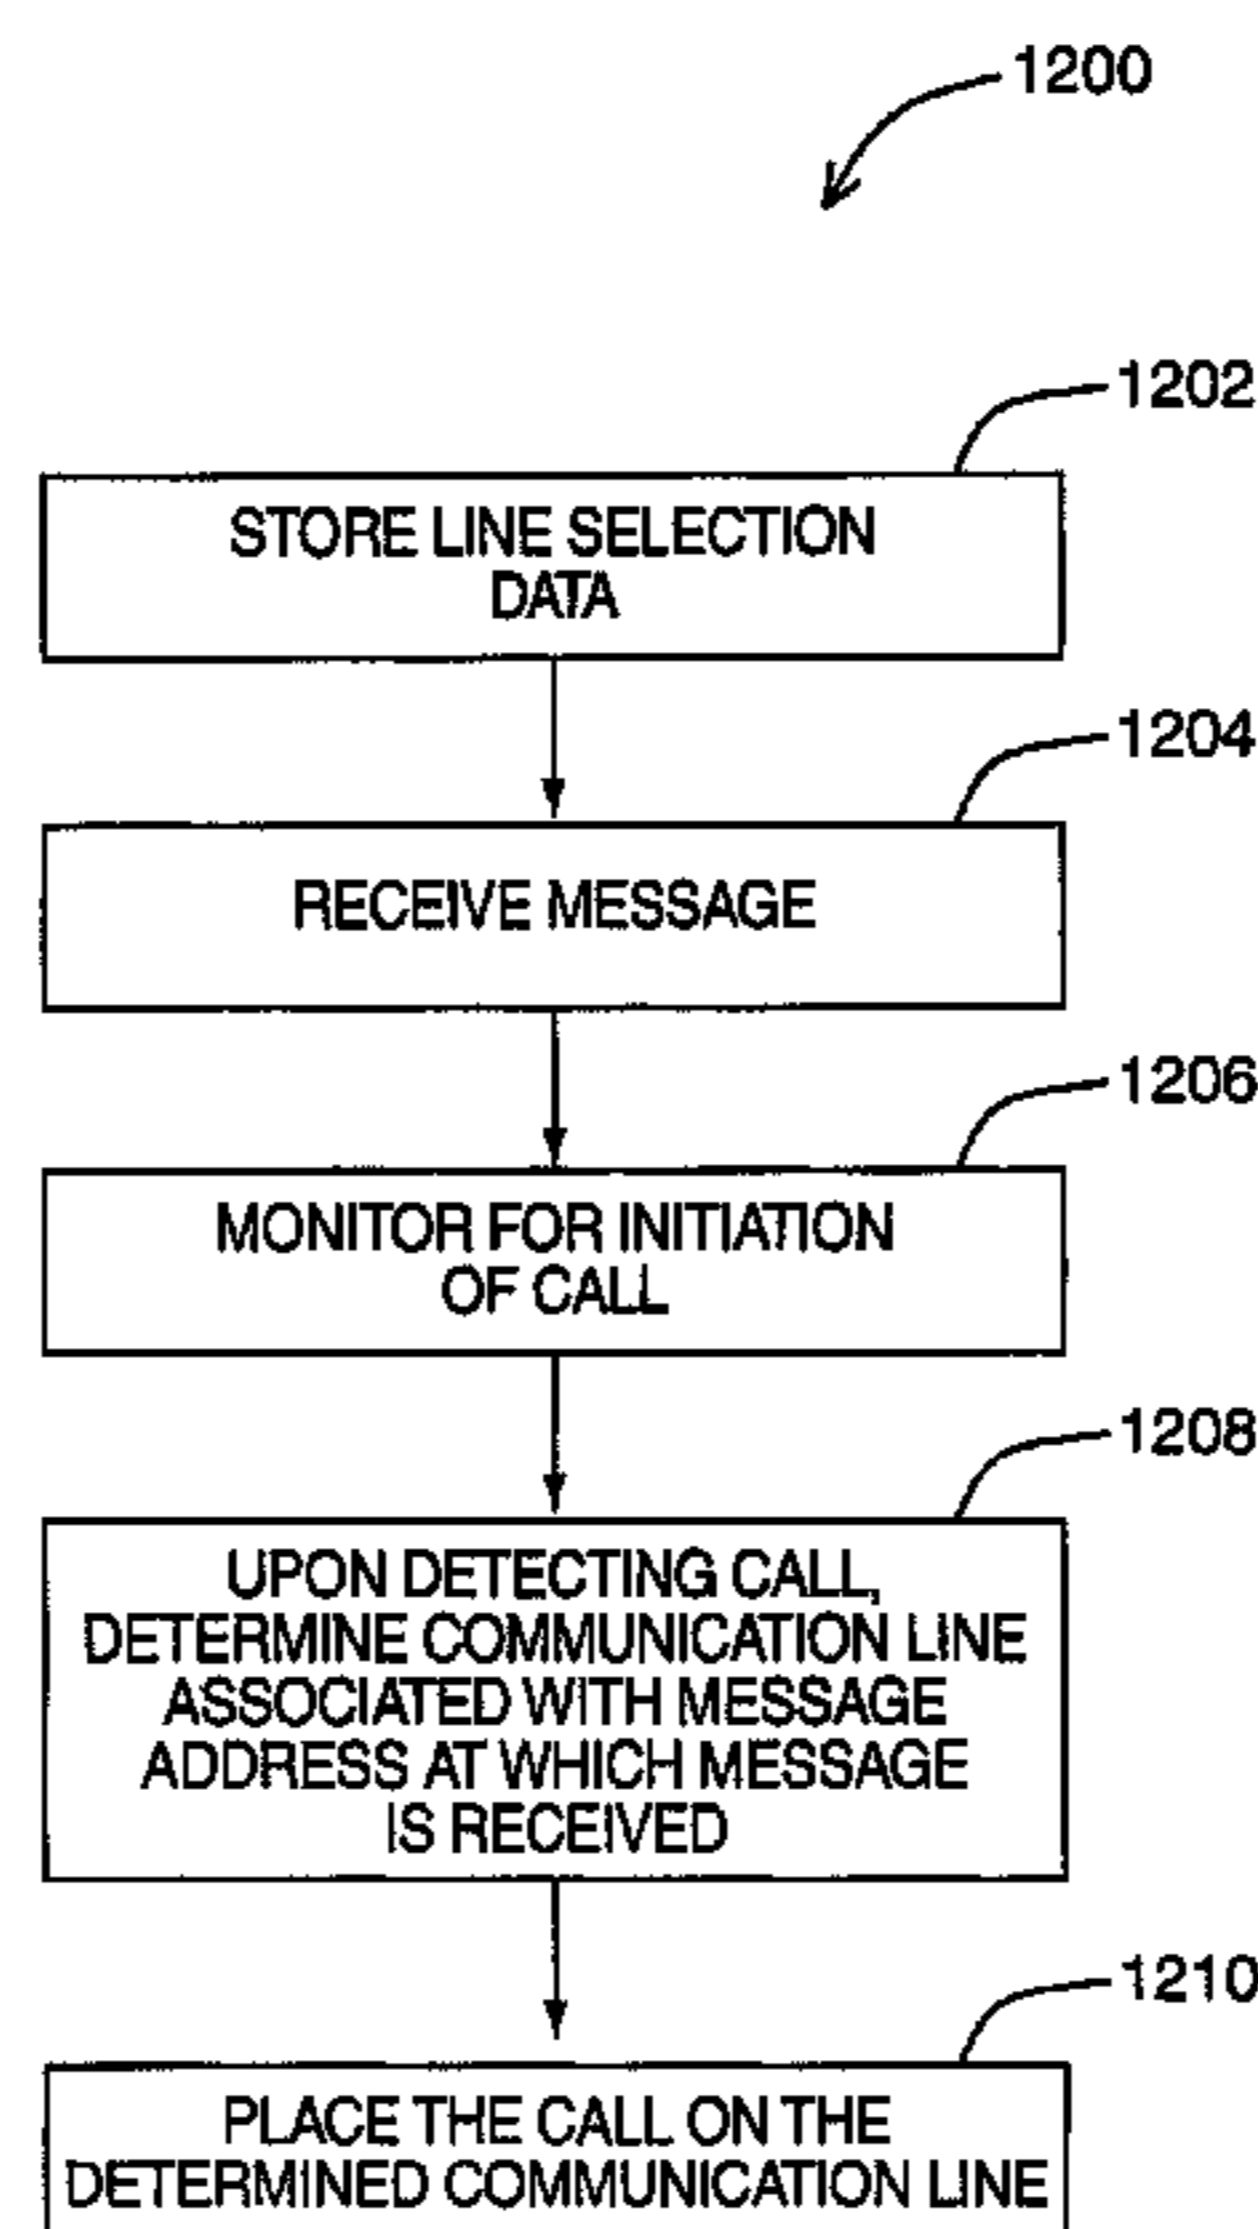 1200
1202
STORE LINE SELECTION
DATA
1204
RECEIVE MESSAGE
1206
MONITOR FOR INITIATION
OF CALL
1208
UPON DETECTING CALL,
DETERMINE COMMUNICATION LINE
ASSOCIATED WITH MESSAGE
ADDRESS AT WHICH MESSAGE
IS RECEIVED
1210
PLACE THE CALL ON THE
DETERMINED COMMUNICATION LINE